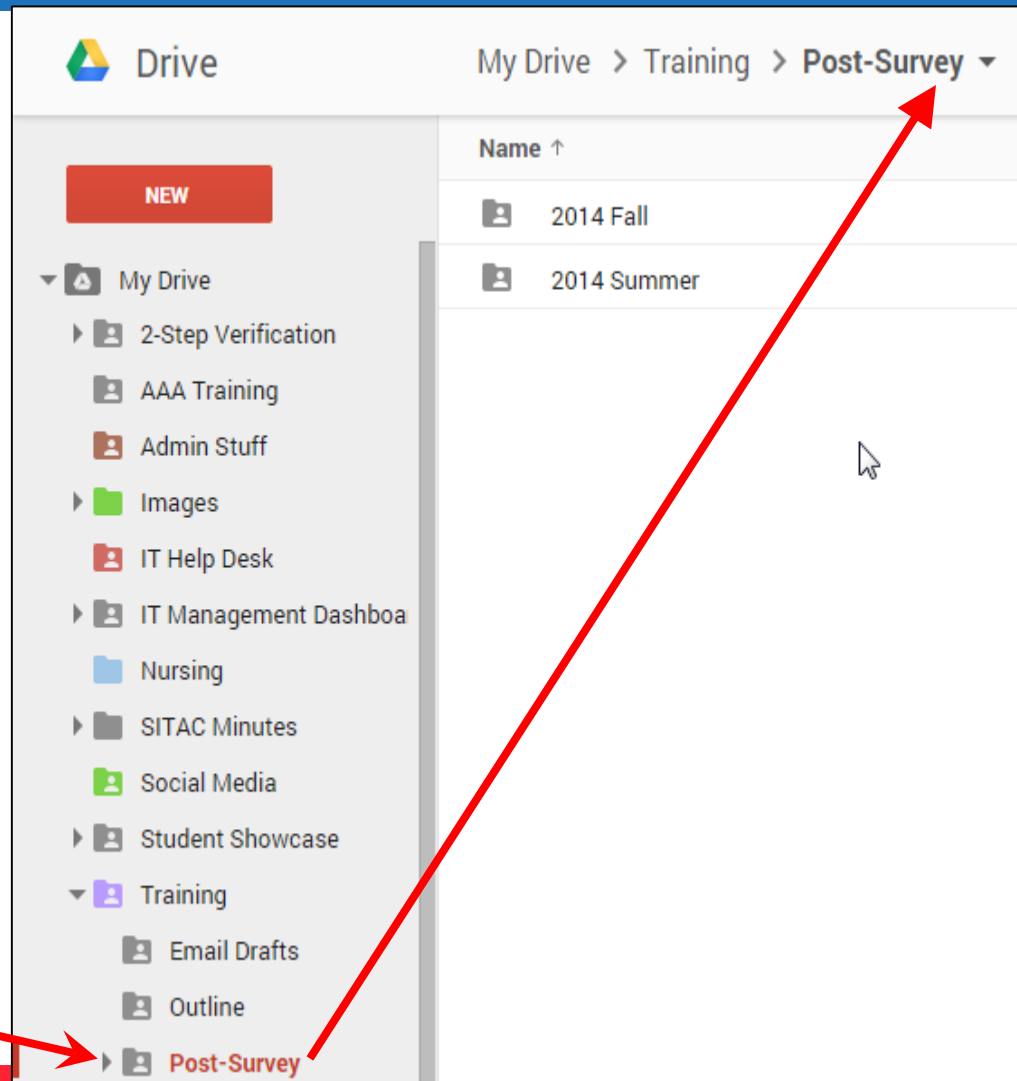 Drive
My Drive > Training > Post-Survey
NEW
Name ↑
2014 Fall
2014 Summer
My Drive
2-Step Verification
AAA Training
Admin Stuff
Images
IT Help Desk
IT Management Dashboa
Nursing
SITAC Minutes
Social Media
Student Showcase
Training
Email Drafts
Outline
Post-Survey